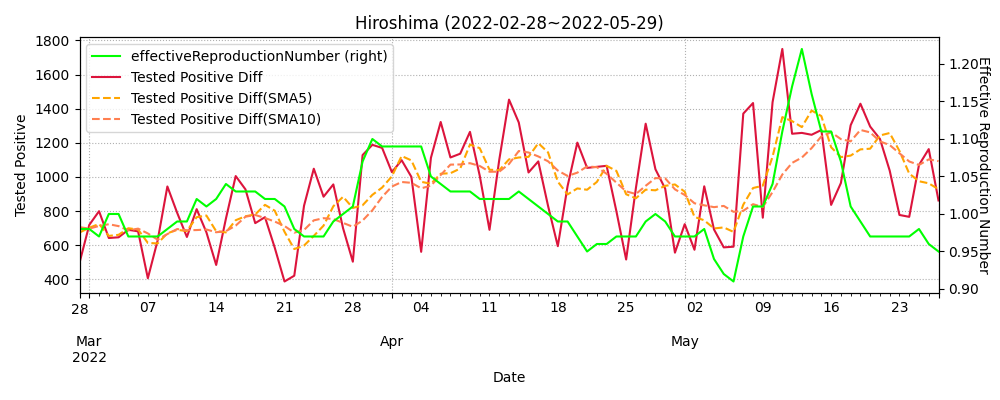 Hiroshima (2022-02-28~2022-05-29)
effectiveReproductionNumber (right)
Tested Positive Diff
Tested Positive Diff(SMA5)
Tested Positive Diff(SMA10)
1800
1600
1400
1200
1000
800
600
400
Tested Positive
1.20
1.15
1.10
1.05
1.00
0.95
0.90
Effective Reproduction Number
28 07 14 21 28 04 11 18 25 02 09 16 23
Mar Apr May
2022
Date